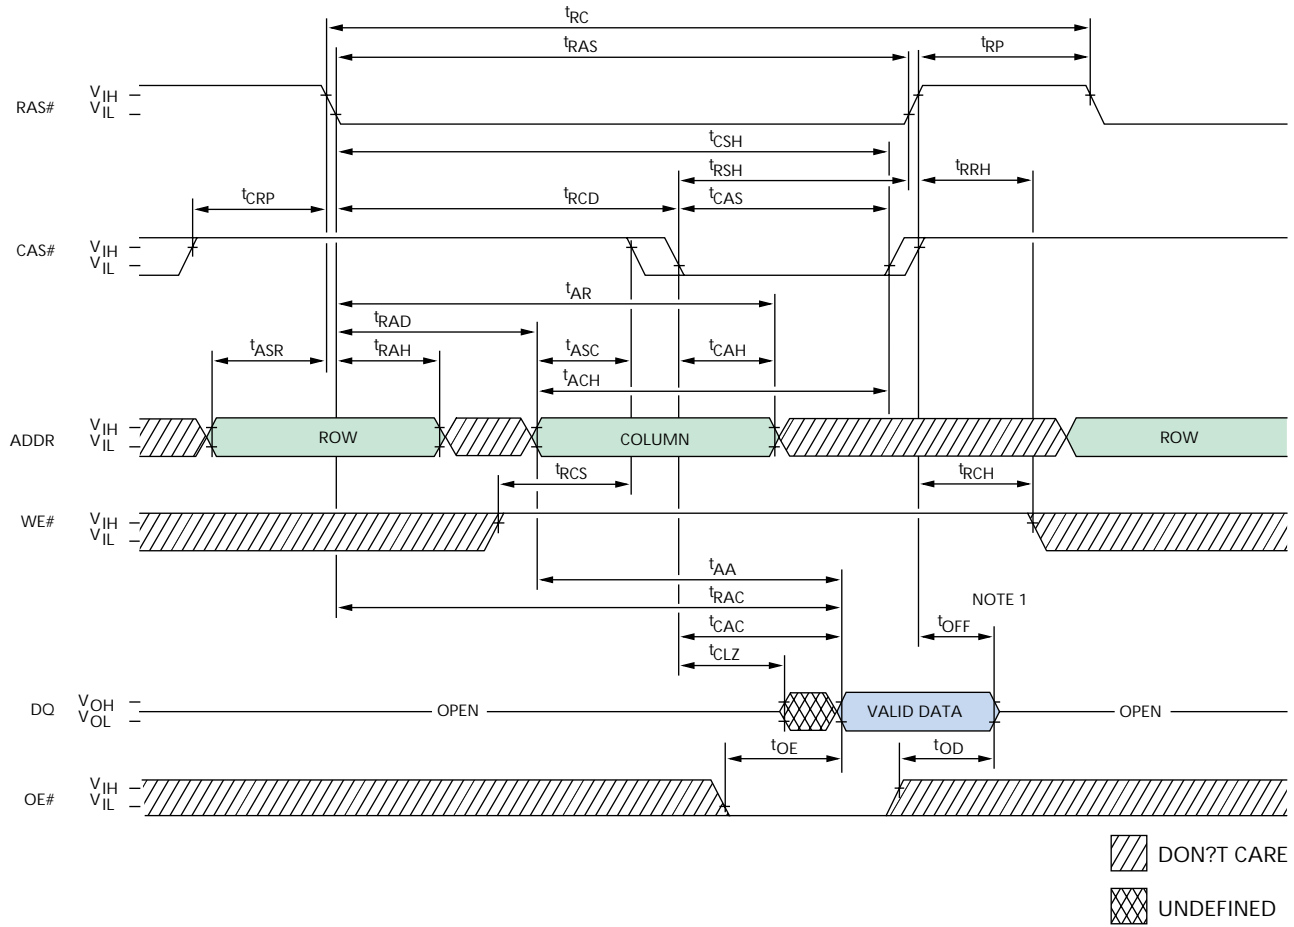 tRC
tRAS
tRP
RAS#
VIH
VIL
tCSH
tRSH
tRRH
tCRP
tRCD
tCAS
CAS#
VIH
VIL
tAR
tRAD
tASR
tRAH
tASC
tCAH
tACH
ADDR
VIH
VIL
ROW
COLUMN
ROW
tRCS
tRCH
WE#
VIH
VIL
tAA
tRAC
NOTE 1
tCAC
tOFF
tCLZ
DQ
VOH
VOL
OPEN
VALID DATA
OPEN
tOE
tOD
OE#
VIH
VIL
DON?T CARE
UNDEFINED